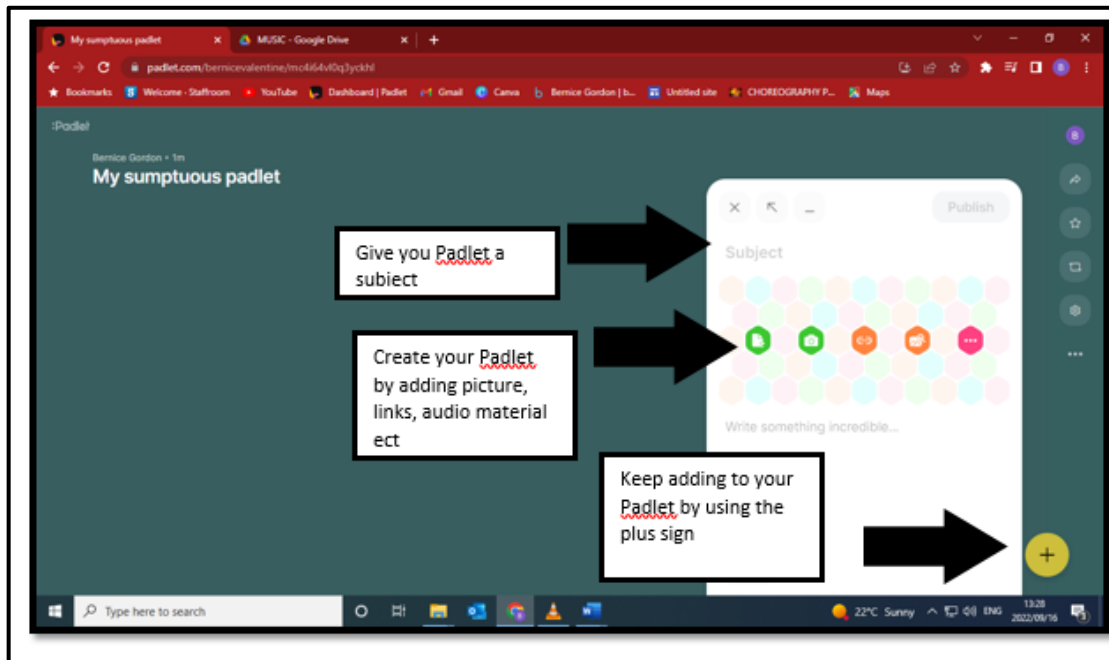 My sumptuous padlet
MUSIC - Google Drive
padlet.com/bernicevalentine/mc4i64vl0q3yckhl
Bookmarks Welcome - Staffroom YouTube Dashboard | Padlet Gmail Canva Bernice Gordon | b... Untitled site CHOREOGRAPHY P... Maps
:Padlet
B
Bernice Gordon • 1m
My sumptuous padlet
Publish
Subject
Give you Padlet a
subject
Create your Padlet
by adding picture,
links, audio material
ect
Write something incredible...
Keep adding to your
Padlet by using the
plus sign
Type here to search
22°C Sunny
ENG
13:28
2022/09/16